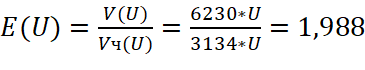 E(U) = V(U)/Vч(U) = 6230*U/3134*U = 1,988